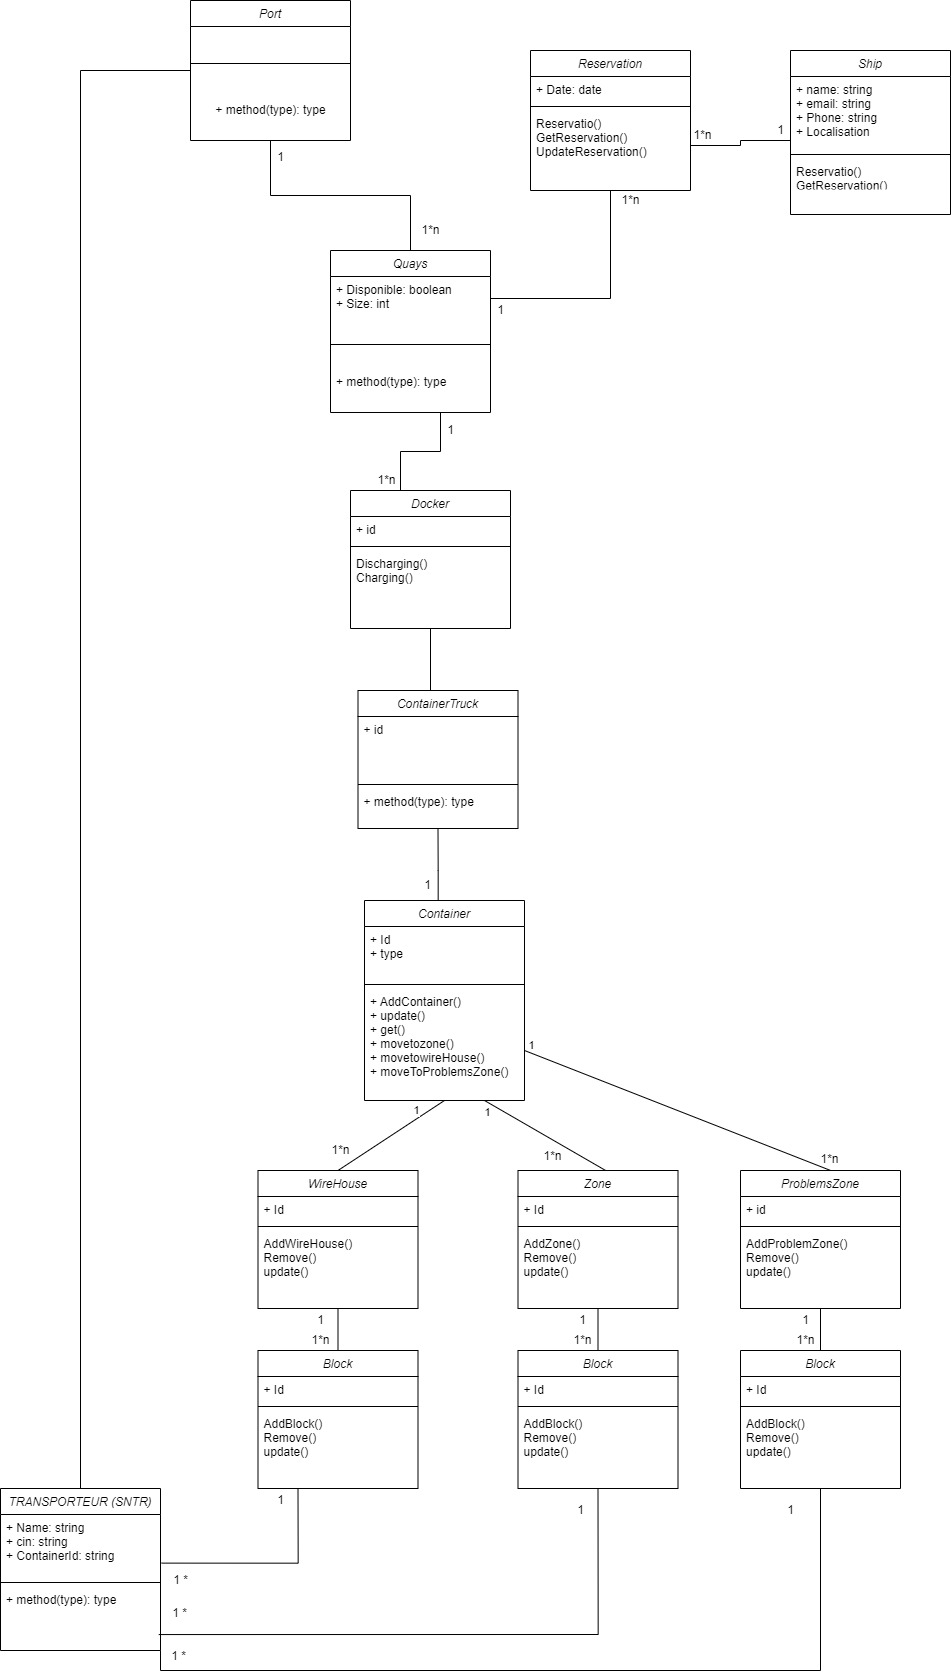 Port
+ method(type): type
1
Reservation
+ Date: date
Reservatio()
GetReservation()
UpdateReservation()
1*n
1
Ship
+ name: string
+ email: string
+ Phone: string
+ Localisation
Reservatio()
GetReservation()
1*n
1*n
Quays
+ Disponible: boolean
+ Size: int
+ method(type): type
1
1
1*n
Docker
+ id
Discharging()
Charging()
ContainerTruck
+ id
+ method(type): type
1
Container
+ Id
+ type
+ AddContainer()
+ update()
+ get()
+ movetozone()
+ movetowireHouse()
+ moveToProblemsZone()
1
1
1
1*n
1*n
1*n
WireHouse
+ Id
AddWireHouse()
Remove()
update()
Zone
+ Id
AddZone()
Remove()
update()
ProblemsZone
+ id
AddProblemZone()
Remove()
update()
1
1*n
1
1*n
1
1*n
Block
+ Id
AddBlock()
Remove()
update()
Block
+ Id
AddBlock()
Remove()
update()
Block
+ Id
AddBlock()
Remove()
update()
1
1
1
TRANSPORTEUR (SNTR)
+ Name: string
+ cin: string
+ ContainerId: string
+ method(type): type
1 *
1 *
1 *